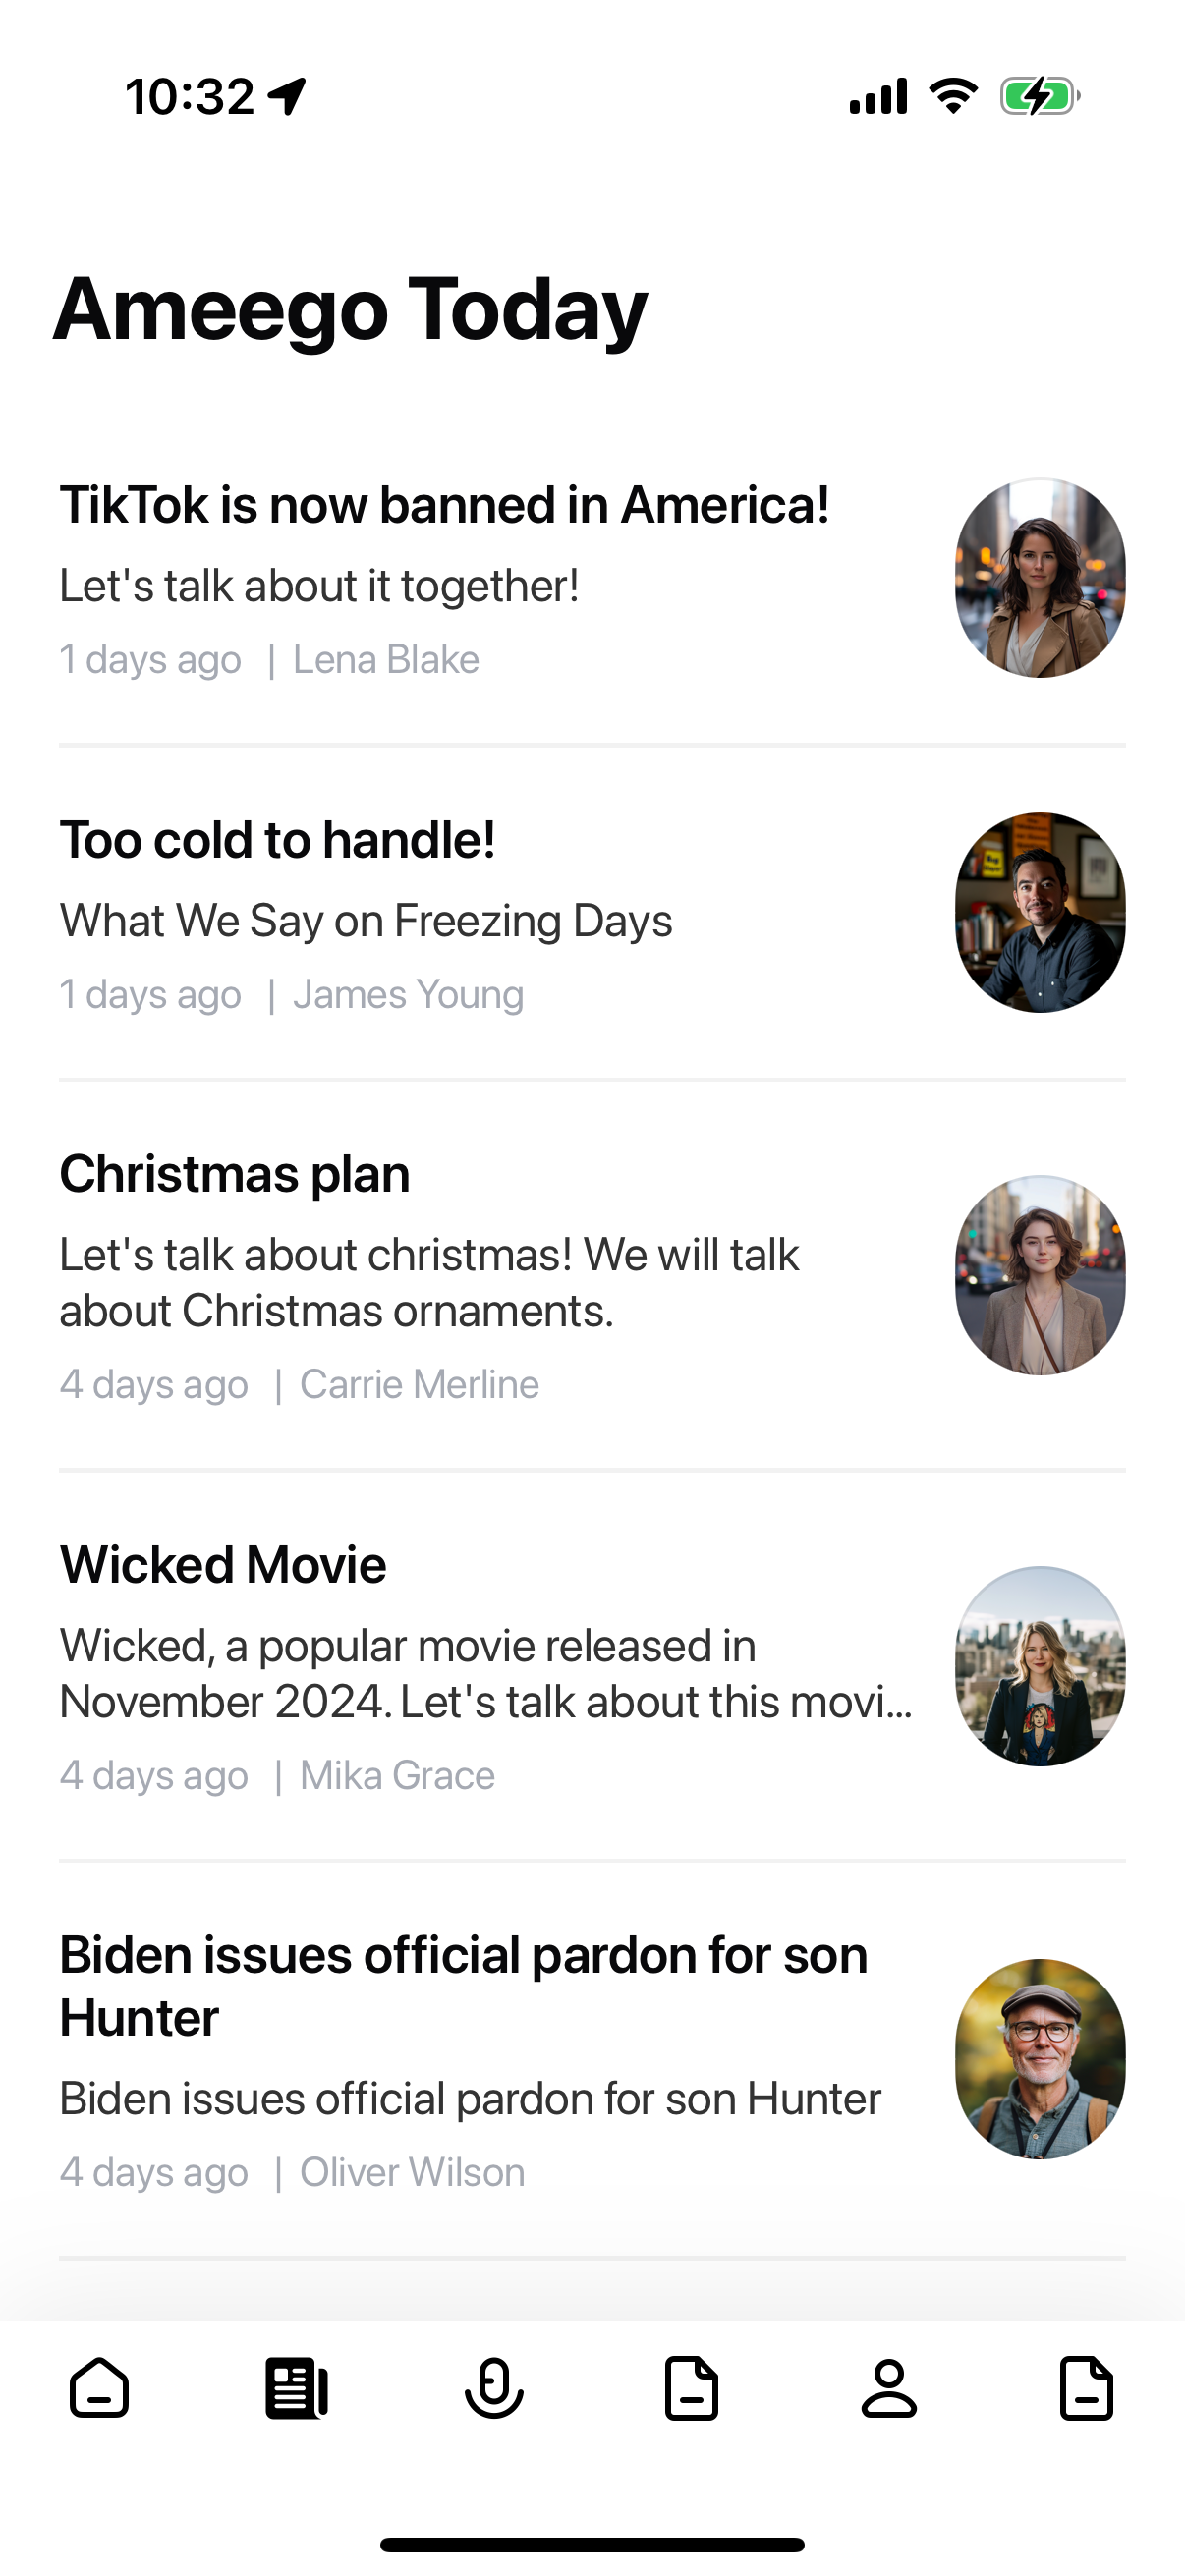 10:32
Ameego Today
TikTok is now banned in America!
Let's talk about it together!
1 days ago | Lena Blake
Too cold to handle!
What We Say on Freezing Days
1 days ago | James Young
Christmas plan
Let's talk about christmas! We will talk
about Christmas ornaments.
4 days ago | Carrie Merline
Wicked Movie
Wicked, a popular movie released in
November 2024. Let's talk about this movi...
4 days ago | Mika Grace
Biden issues official pardon for son
Hunter
Biden issues official pardon for son Hunter
4 days ago | Oliver Wilson